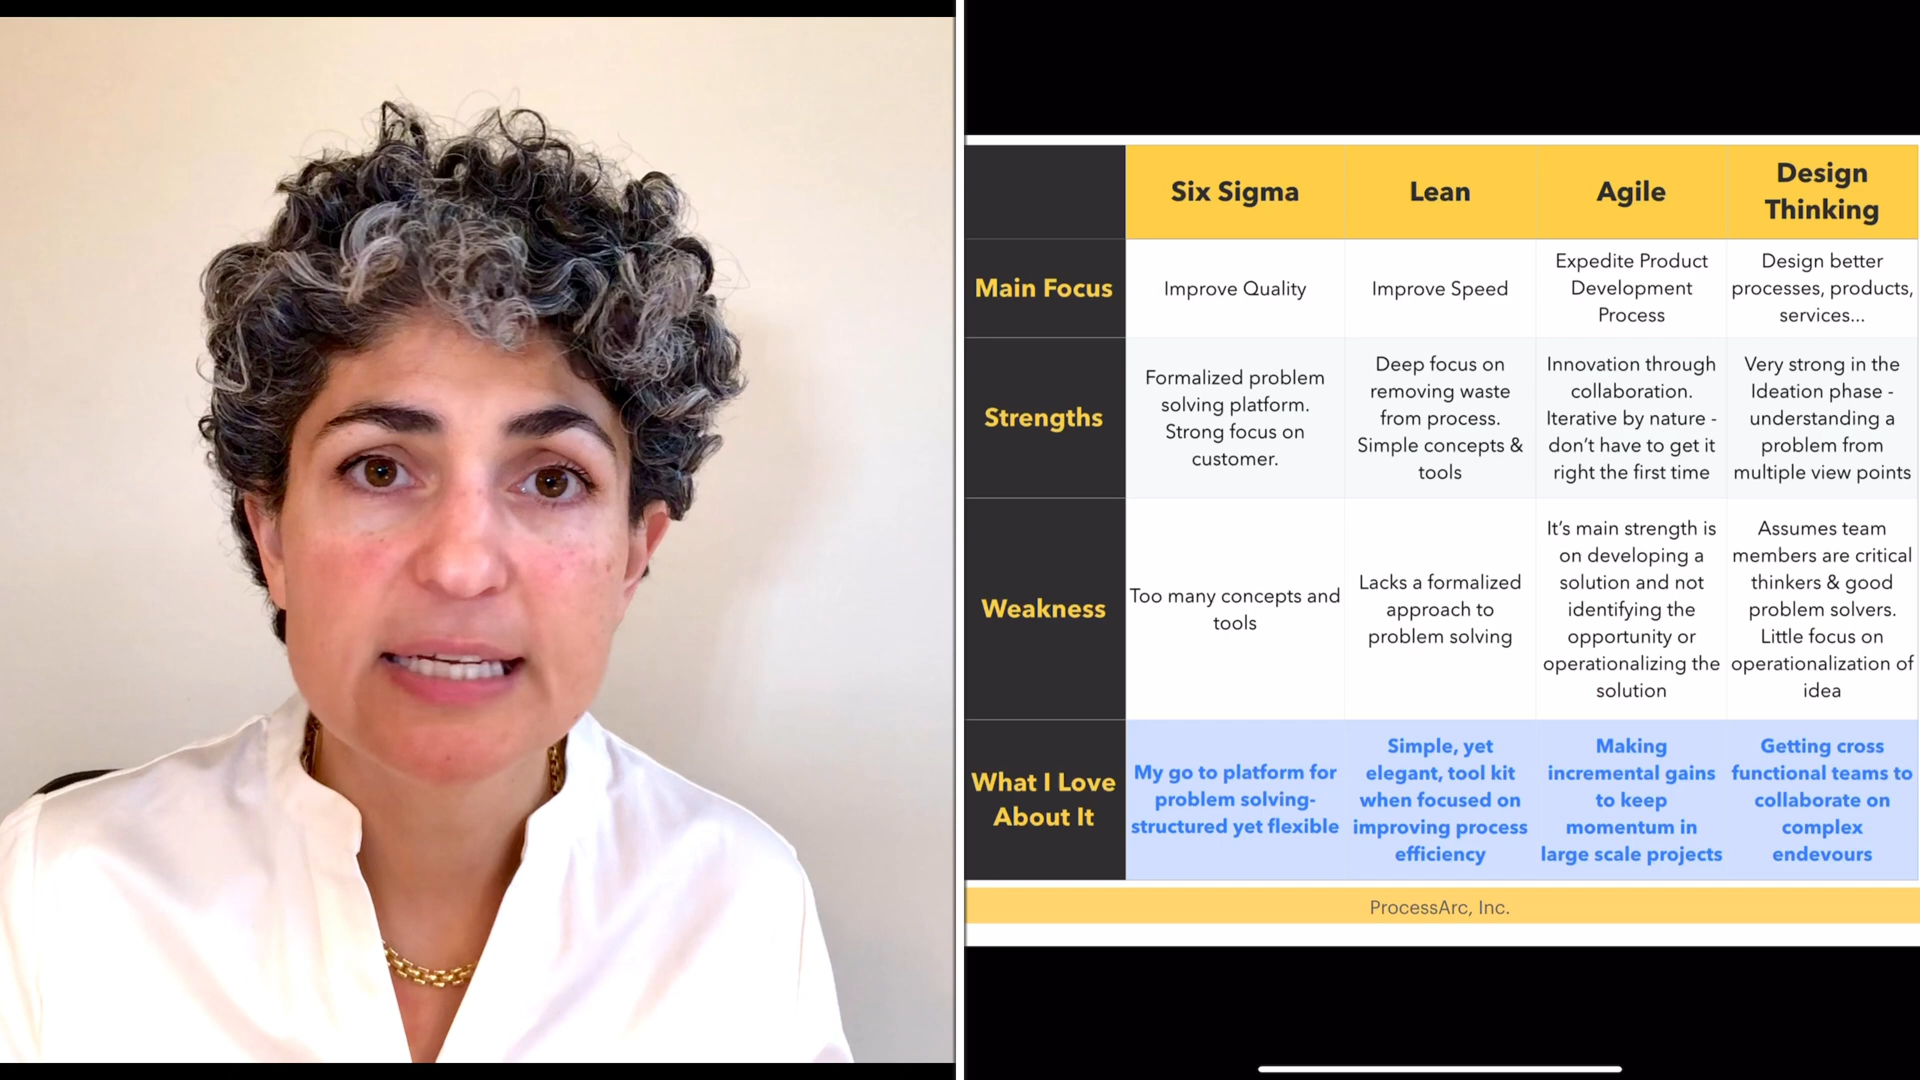 Six Sigma
Lean
Agile
Design
Thinking
Main Focus
Improve Quality
Improve Speed
Expedite Product
Development
Process
Design better
processes, products,
services...
Strengths
Formalized problem
solving platform.
Strong focus on
customer.
Deep focus on
removing waste
from process.
Simple concepts &
tools
Innovation through
collaboration.
Iterative by nature -
don't have to get it
right the first time
Very strong in the
Ideation phase -
understanding a
problem from
multiple view points
Weakness
Too many concepts and
tools
Lacks a formalized
approach to
problem solving
It's main strength is
on developing a
solution and not
identifying the
opportunity or
operationalizing the
solution
Assumes team
members are critical
thinkers & good
problem solvers.
Little focus on
operationalization of
idea
What I Love
About It
My go to platform for
problem solving-
structured yet flexible
Simple, yet
elegant, tool kit
when focused on
improving process
efficiency
Making
incremental gains
to keep
momentum in
large scale projects
Getting cross
functional teams to
collaborate on
complex
endevours
ProcessArc, Inc.